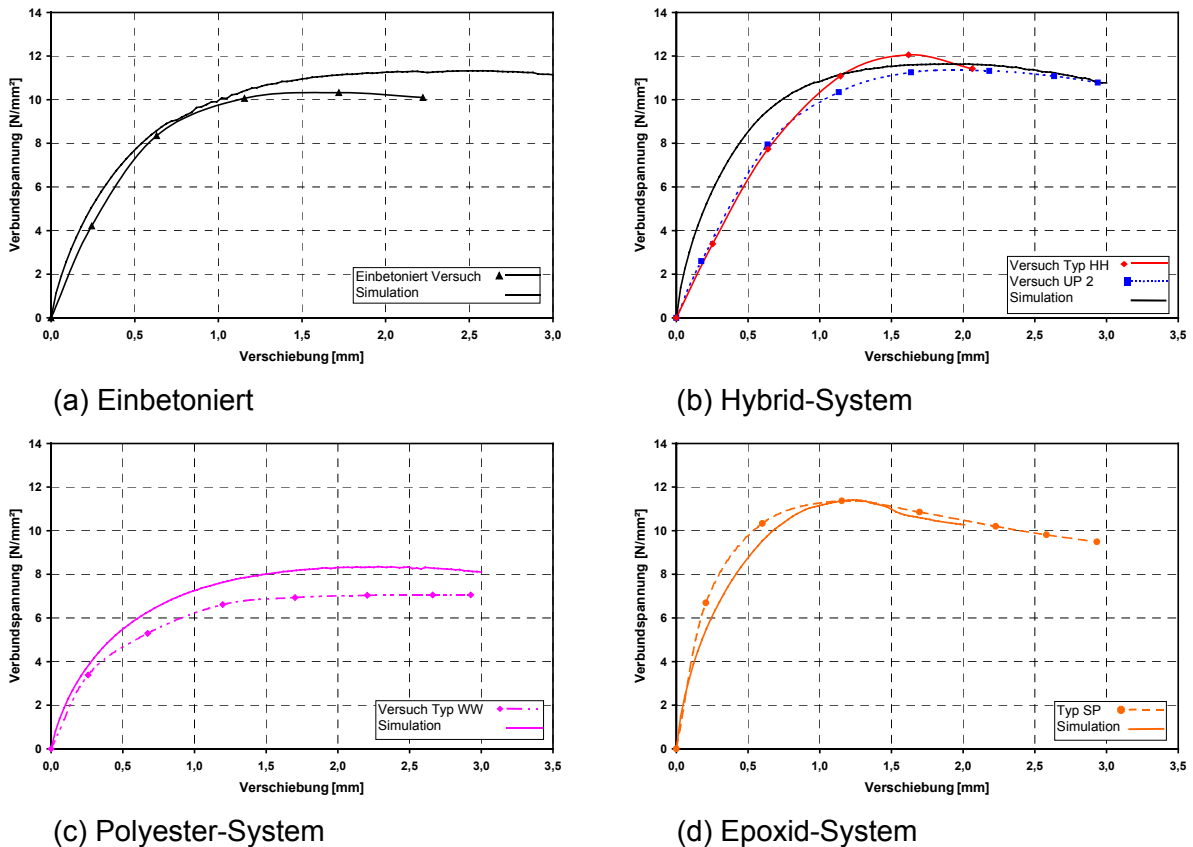 14
12
10
8
6
4
2
0
Verbundspannung [N/mm²]
0,0 0,5 1,0 1,5 2,0 2,5 3,0
Verschiebung [mm]
Einbetoniert Versuch
Simulation
(a) Einbetoniert
14
12
10
8
6
4
2
0
Verbundspannung [N/mm²]
0,0 0,5 1,0 1,5 2,0 2,5 3,0 3,5
Verschiebung [mm]
Versuch Typ HH
Versuch UP 2
Simulation
(b) Hybrid-System
14
12
10
8
6
4
2
0
Verbundspannung [N/mm²]
0,0 0,5 1,0 1,5 2,0 2,5 3,0 3,5
Verschiebung [mm]
Versuch Typ WW
Simulation
(c) Polyester-System
14
12
10
8
6
4
2
0
Verbundspannung [N/mm²]
0,0 0,5 1,0 1,5 2,0 2,5 3,0 3,5
Verschiebung [mm]
Typ SP
Simulation
(d) Epoxid-System